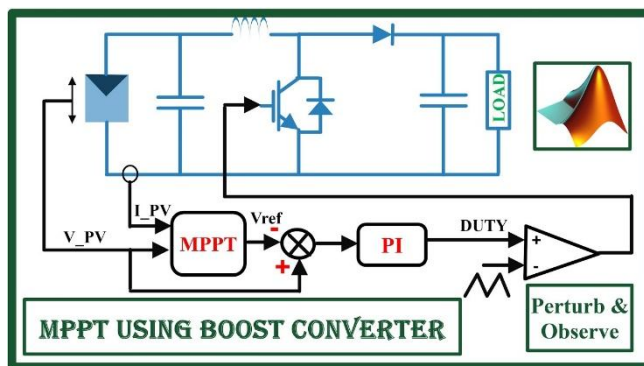 LOAD
I_PV
V_PV
MPPT
Vref
-
+
PI
DUTY
+
-
MPPT USING BOOST CONVERTER
Perturb &
Observe